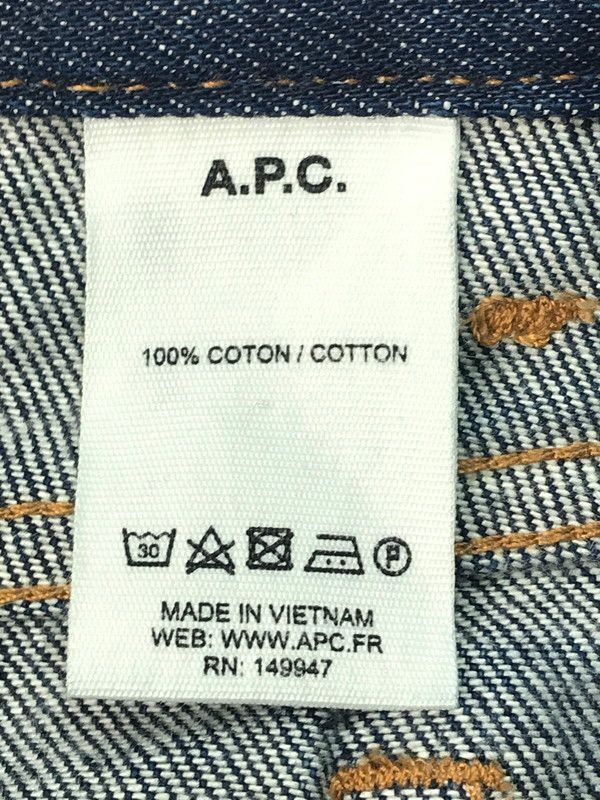 A.P.C.
100% COTON / COTTON
30 P
MADE IN VIETNAM
WEB: WWW.APC.FR
RN: 149947